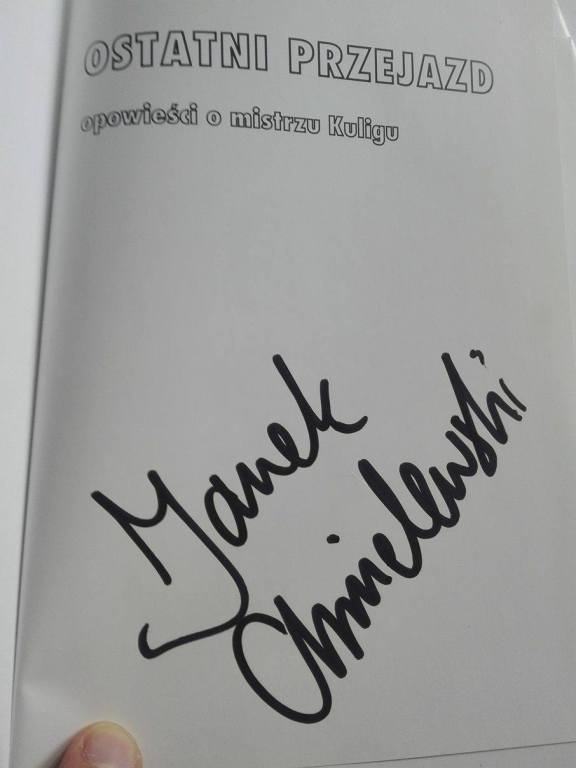 OSTATNI PRZEJAZD
opowieści o mistrzu Kuligu
Janek
Chmielewski